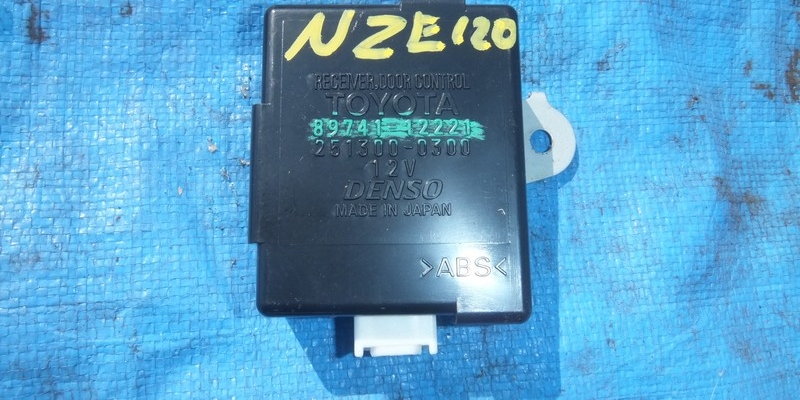 NZE120
RECEIVER,DOOR CONTROL
TOYOTA
89741-12221
251300-0300
12V
DENSO
MADE IN JAPAN
>ABS<